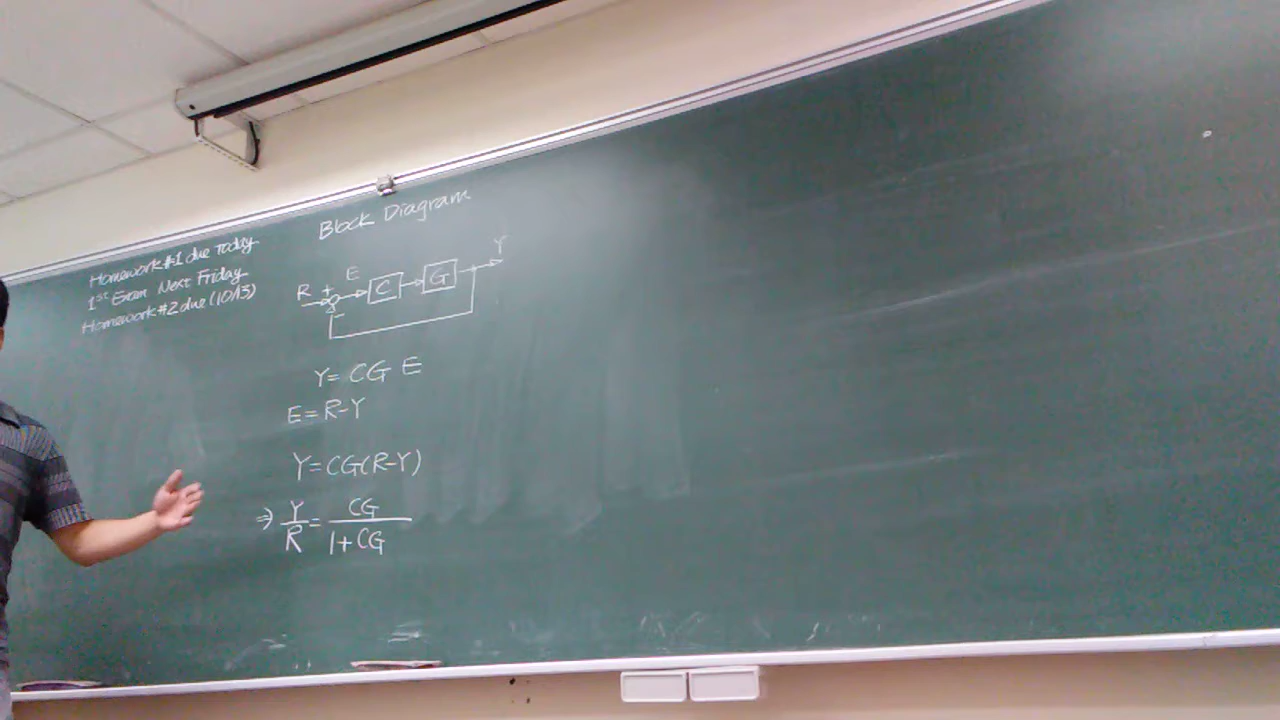 Homework #1 due Today
1st Exam Next Friday
Homework #2 due (10/13)
Block Diagram
R + E C G Y
-
Y = CG E
E = R-Y
Y = CG(R-Y)
⇒ Y/R = CG/(1+CG)